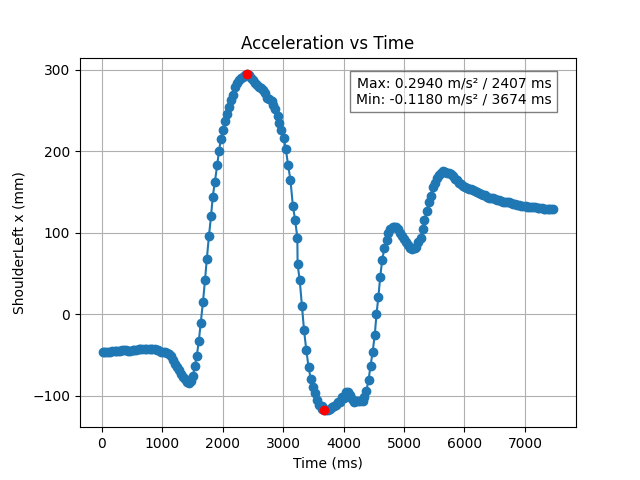 Acceleration vs Time
Max: 0.2940 m/s² / 2407 ms
Min: -0.1180 m/s² / 3674 ms
ShoulderLeft x (mm)
300
200
100
0
−100
0 1000 2000 3000 4000 5000 6000 7000
Time (ms)